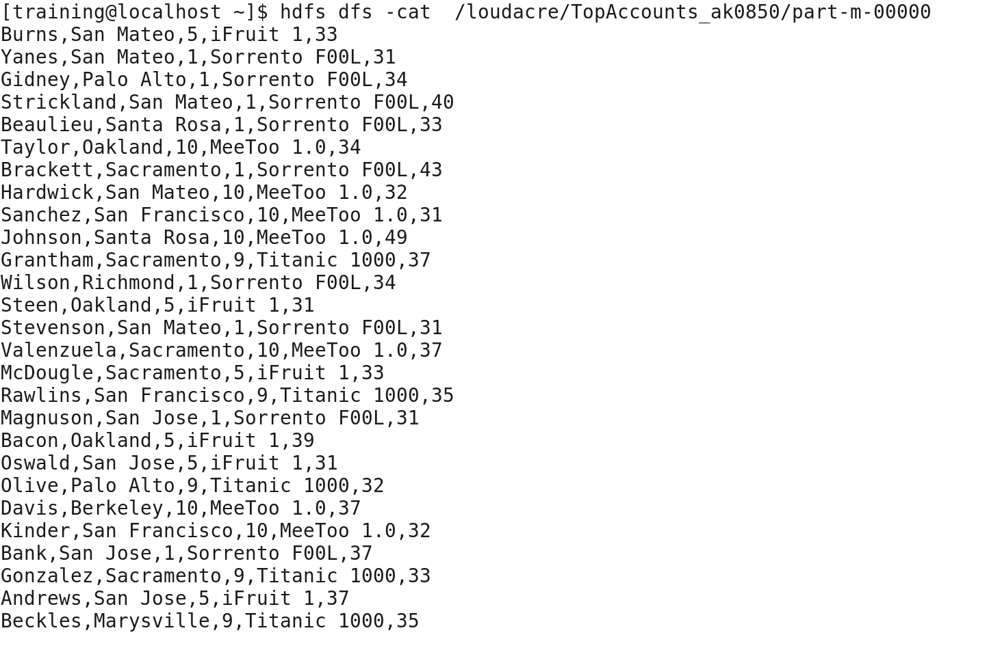 [training@localhost ~]$ hdfs dfs -cat  /loudacre/TopAccounts_ak0850/part-m-00000
Burns,San Mateo,5,iFruit 1,33
Yanes,San Mateo,1,Sorrento F00L,31
Gidney,Palo Alto,1,Sorrento F00L,34
Strickland,San Mateo,1,Sorrento F00L,40
Beaulieu,Santa Rosa,1,Sorrento F00L,33
Taylor,Oakland,10,MeeToo 1.0,34
Brackett,Sacramento,1,Sorrento F00L,43
Hardwick,San Mateo,10,MeeToo 1.0,32
Sanchez,San Francisco,10,MeeToo 1.0,31
Johnson,Santa Rosa,10,MeeToo 1.0,49
Grantham,Sacramento,9,Titanic 1000,37
Wilson,Richmond,1,Sorrento F00L,34
Steen,Oakland,5,iFruit 1,31
Stevenson,San Mateo,1,Sorrento F00L,31
Valenzuela,Sacramento,10,MeeToo 1.0,37
McDougle,Sacramento,5,iFruit 1,33
Rawlins,San Francisco,9,Titanic 1000,35
Magnuson,San Jose,1,Sorrento F00L,31
Bacon,Oakland,5,iFruit 1,39
Oswald,San Jose,5,iFruit 1,31
Olive,Palo Alto,9,Titanic 1000,32
Davis,Berkeley,10,MeeToo 1.0,37
Kinder,San Francisco,10,MeeToo 1.0,32
Bank,San Jose,1,Sorrento F00L,37
Gonzalez,Sacramento,9,Titanic 1000,33
Andrews,San Jose,5,iFruit 1,37
Beckles,Marysville,9,Titanic 1000,35